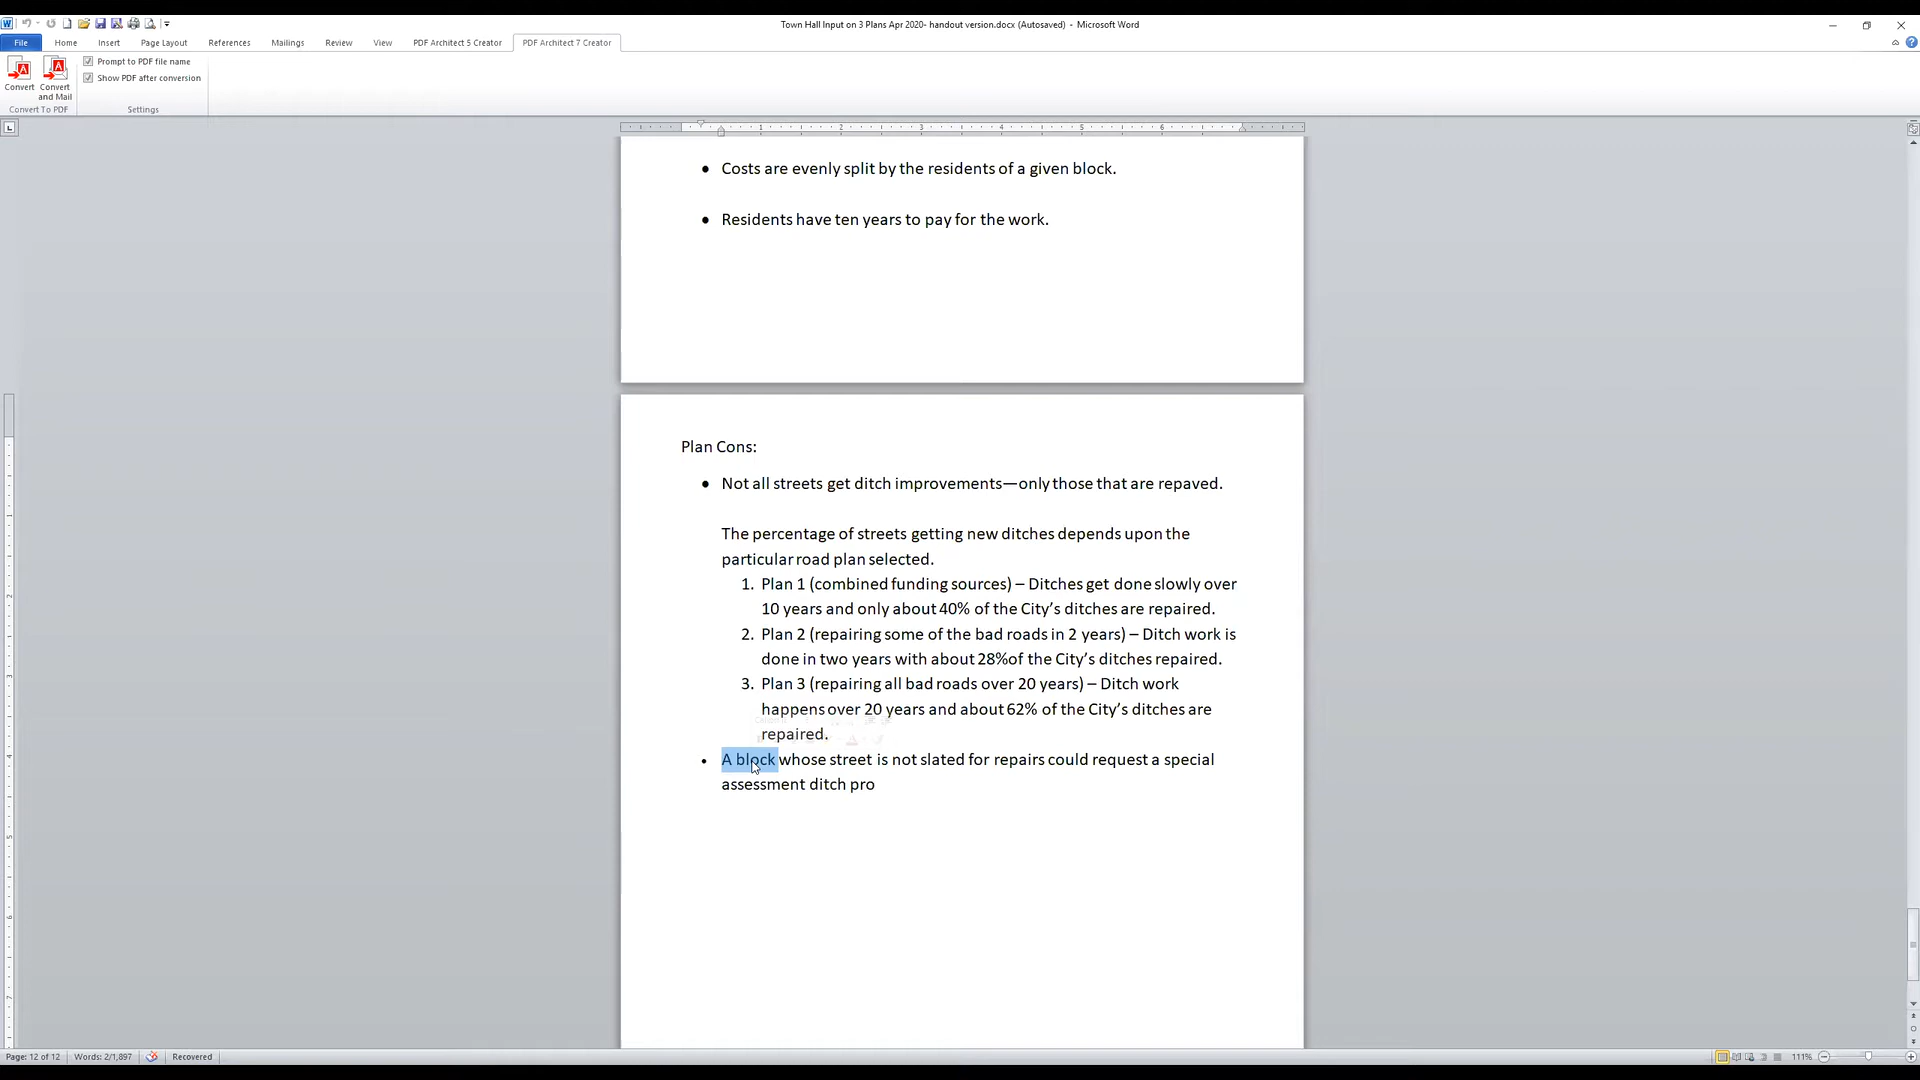 Town Hall Input on 3 Plans Apr 2020- handout version.docx (Autosaved) - Microsoft Word
File Home Insert Page Layout References Mailings Review View PDF Architect 5 Creator PDF Architect 7 Creator
Convert
Convert and Mail
Prompt to PDF file name
Show PDF after conversion
Convert To PDF Settings
1 2 3 4 5 6
• Costs are evenly split by the residents of a given block.
• Residents have ten years to pay for the work.
Plan Cons:
• Not all streets get ditch improvements—only those that are repaved.
The percentage of streets getting new ditches depends upon the
particular road plan selected.
1. Plan 1 (combined funding sources) – Ditches get done slowly over
10 years and only about 40% of the City’s ditches are repaired.
2. Plan 2 (repairing some of the bad roads in 2 years) – Ditch work is
done in two years with about 28%of the City’s ditches repaired.
3. Plan 3 (repairing all bad roads over 20 years) – Ditch work
happens over 20 years and about 62% of the City’s ditches are
repaired.
• A block whose street is not slated for repairs could request a special
assessment ditch pro
Page: 12 of 12 Words: 2/1,897 Recovered 111%